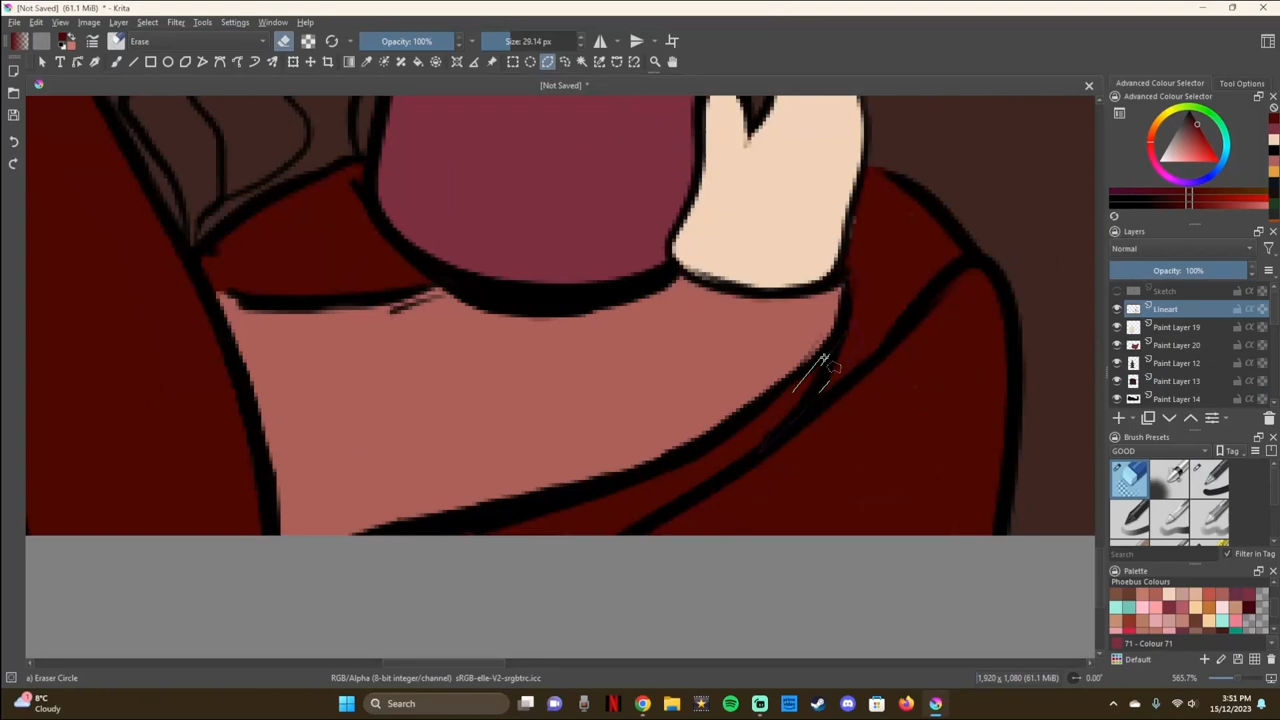 [Not Saved] (61.1 MiB) * - Krita
File Edit View Image Layer Select Filter Tools Settings Window Help
Erase
Opacity: 100%
Size: 29.14 px
[Not Saved] *
Advanced Colour Selector
Tool Options
Advanced Colour Selector
Layers
Normal
Opacity: 100%
Sketch
Lineart
Paint Layer 19
Paint Layer 20
Paint Layer 12
Paint Layer 13
Paint Layer 14
Brush Presets
GOOD
Tag
Search
Filter in Tag
Palette
Phoebus Colours
71 - Colour 71
Default
a) Eraser Circle
RGB/Alpha (8-bit integer/channel) sRGB-elle-V2-srgbtrc.icc
1,920 x 1,080 (61.1 MiB)
0.00°
565.7%
8°C
Cloudy
Search
3:51 PM
15/12/2023